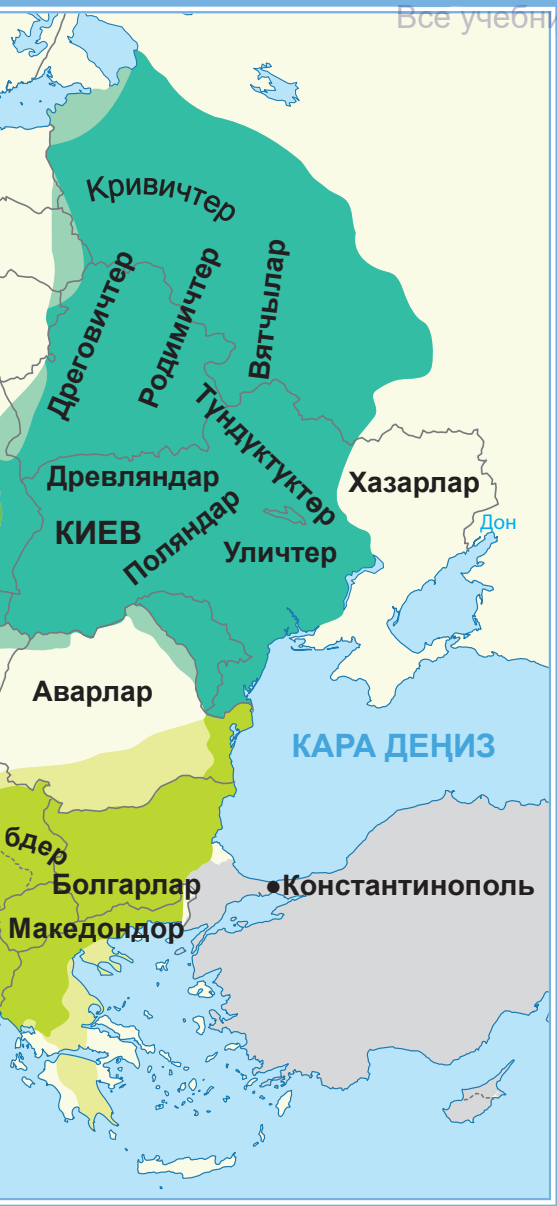 Все учебни
Кривичтер
Дреговичтер
Родимичтер
Вятчылар
Түндүктүктөр
Древляндар
Хазарлар
Дон
КИЕВ
Поляндар
Уличтер
Аварлар
КАРА ДЕҢИЗ
бдер
Болгарлар
Константинополь
Македондор